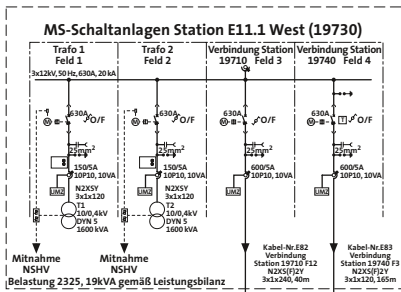 MS-Schaltanlagen Station E11.1 West (19730)
Trafo 1
Feld 1
Trafo 2
Feld 2
Verbindung Station
19710 Feld 3
Verbindung Station
19740 Feld 4
3x12kV, 50 Hz, 630A, 20 kA
630A
M
O/F
25mm²
150/5A
10P10, 10VA
UMZ
N2XSY
3x1x120
T1
10/0,4kV
DYN 5
1600 kVA
Mitnahme
NSHV
630A
M
O/F
25mm²
150/5A
10P10, 10VA
UMZ
N2XSY
3x1x120
T2
10/0,4kV
DYN 5
1600 kVA
Mitnahme
NSHV
630A
M
O/F
25mm²
600/5A
10P10, 10VA
UMZ
Kabel-Nr.E82
Verbindung
Station 19710 F12
N2XS(F)2Y
3x1x240, 40m
630A
M
T
O/F
25mm²
600/5A
10P10, 10VA
UMZ
Kabel-Nr.E83
Verbindung
Station 19740 F3
N2XS(F)2Y
3x1x120, 165m
Belastung 2325, 19kVA gemäß Leistungsbilanz